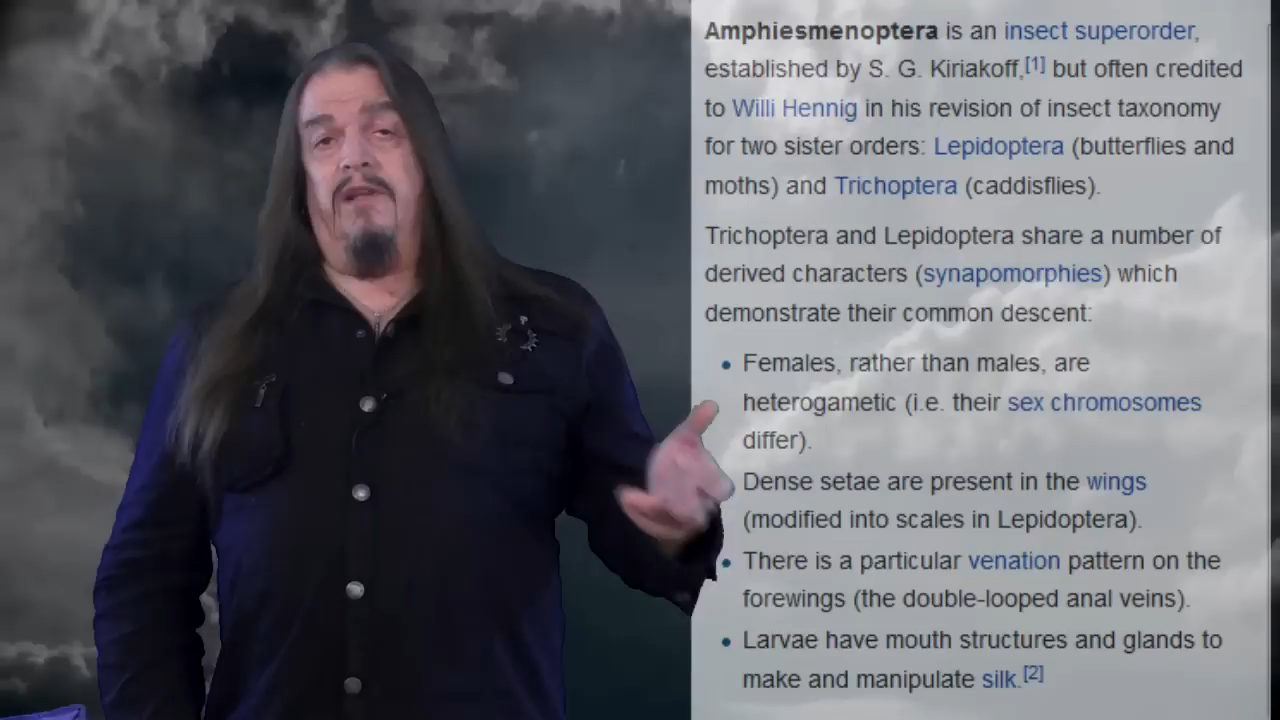 Amphiesmenoptera is an insect superorder,
established by S. G. Kiriakoff,[1] but often credited
to Willi Hennig in his revision of insect taxonomy
for two sister orders: Lepidoptera (butterflies and
moths) and Trichoptera (caddisflies).
Trichoptera and Lepidoptera share a number of
derived characters (synapomorphies) which
demonstrate their common descent:
• Females, rather than males, are
heterogametic (i.e. their sex chromosomes
differ).
Dense setae are present in the wings
(modified into scales in Lepidoptera).
• There is a particular venation pattern on the
forewings (the double-looped anal veins).
• Larvae have mouth structures and glands to
make and manipulate silk.[2]